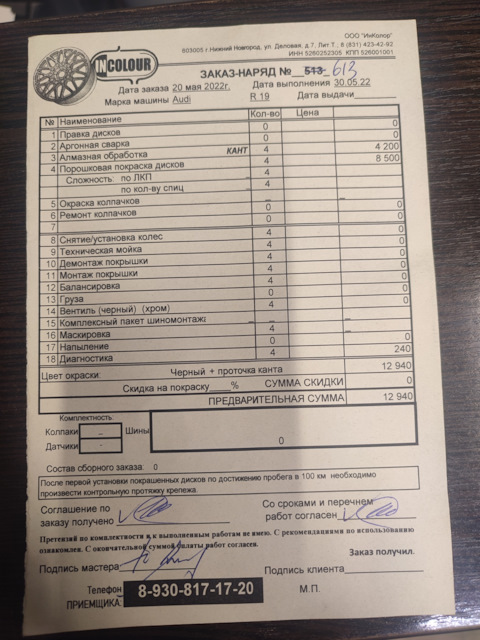 ООО "ИнКолор"
INCOLOUR
603005 г.Нижний Новгород, ул. Деловая, д 7. Лит Т.; 8 (831) 423-42-92
ИНН 5260252305 КПП 526001001
ЗАКАЗ-НАРЯД № 513 613
Дата заказа 20 мая 2022г. Дата выполнения 30.05.22
Марка машины Audi R 19 Дата выдачи
№ Наименование Кол-во Цена
1 Правка дисков 0 0
2 Аргонная сварка 0 0
3 Алмазная обработка КАНТ 4 4 200
4 Порошковая покраска дисков 4 8 500
Сложность: по ЛКП 4
по кол-ву спиц 4
5 Окраска колпачков _ _
6 Ремонт колпачков 0 0
7 0 0
8 Снятие/установка колес 4 0
9 Техническая мойка 4 0
10 Демонтаж покрышки 4 0
11 Монтаж покрышки 4 0
12 Балансировка 4 0
13 Груза 0 0
14 Вентиль (черный) (хром) 4 0
15 Комплексный пакет шиномонтажа _ _
16 Маскировка 4 _
17 Напыление 0 0
18 Диагностика 4 240
Цвет окраски: Черный + проточка канта 12 940
Скидка на покраску____% СУММА СКИДКИ 0
ПРЕДВАРИТЕЛЬНАЯ СУММА 12 940
Комплектность:
Колпаки - Шины 0
Датчики -
Состав сборного заказа: 0
После первой установки покрашенных дисков по достижению пробега в 100 км необходимо
произвести контрольную протяжку крепежа.
Соглашение по Со сроками и перечнем
заказу получено работ согласен
Претензий по комплектности и к выполненным работам не имею. С рекомендациями по использованию
ознакомлен. С окончательной суммой оплаты работ согласен.
Заказ получил.
Подпись мастера Подпись клиента
Телефон 8-930-817-17-20 М.П.
ПРИЕМЩИКА: